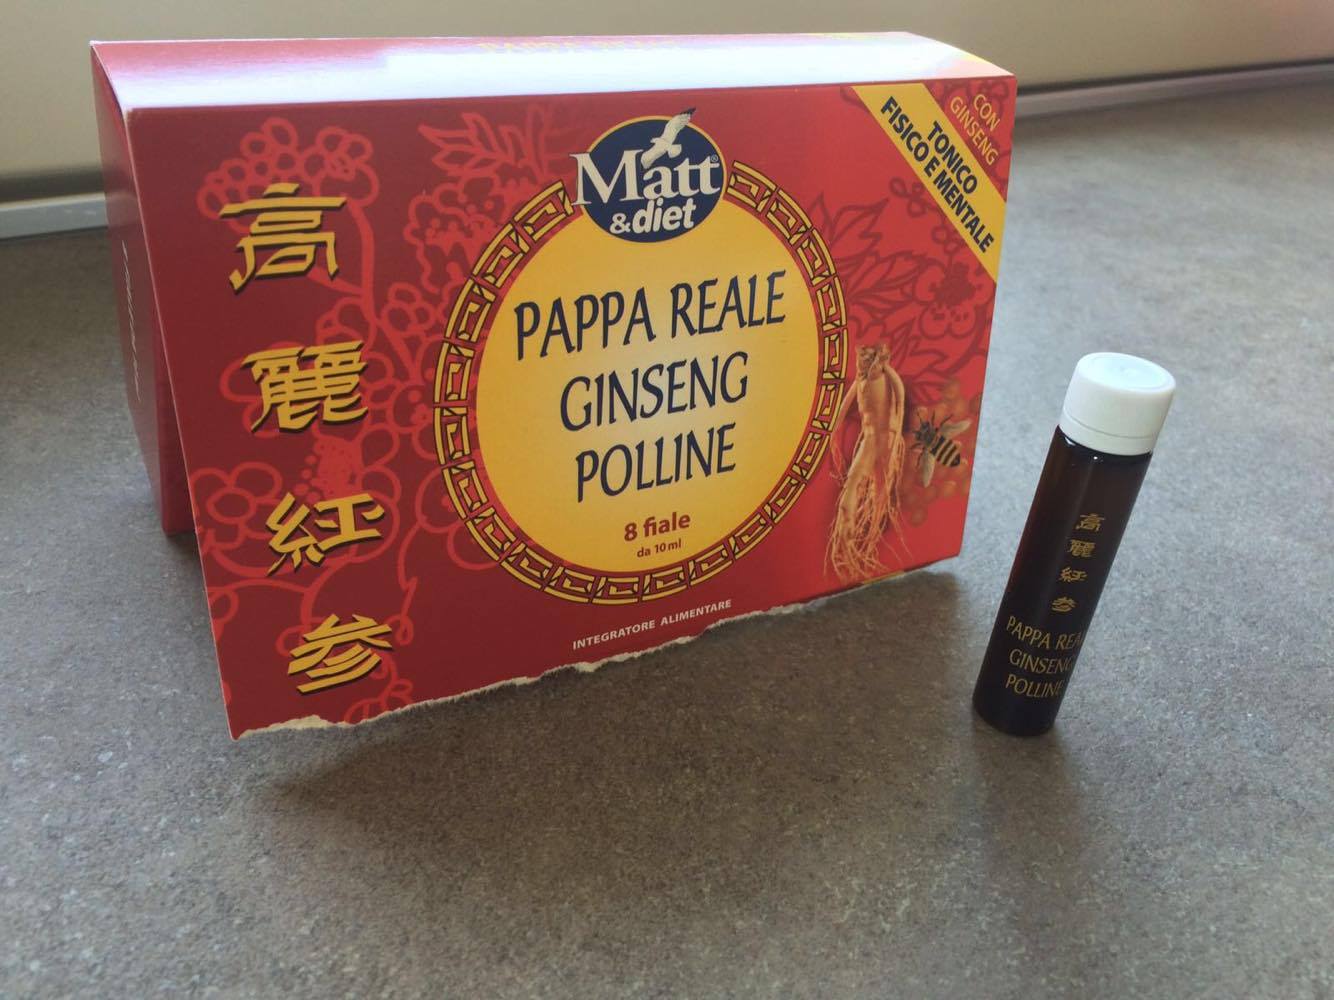 高
麗
紅
参
Matt®
&diet
CON
GINSENG
TONICO
FISICO E MENTALE
PAPPA REALE
GINSENG
POLLINE
8 fiale
da 10 ml
INTEGRATORE ALIMENTARE
高
麗
紅
参
PAPPA
GINSENG
POLLINE